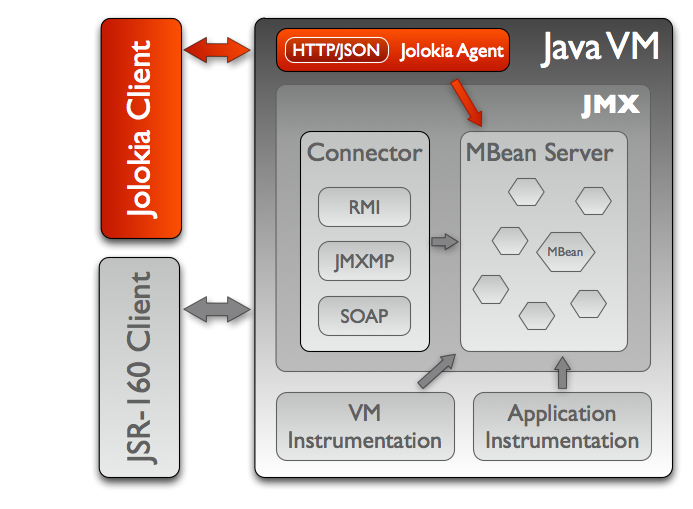 Jolokia Client
HTTP/JSON Jolokia Agent
Java VM
JMX
Connector
RMI
JMXMP
SOAP
MBean Server
MBean
JSR-160 Client
VM
Instrumentation
Application
Instrumentation